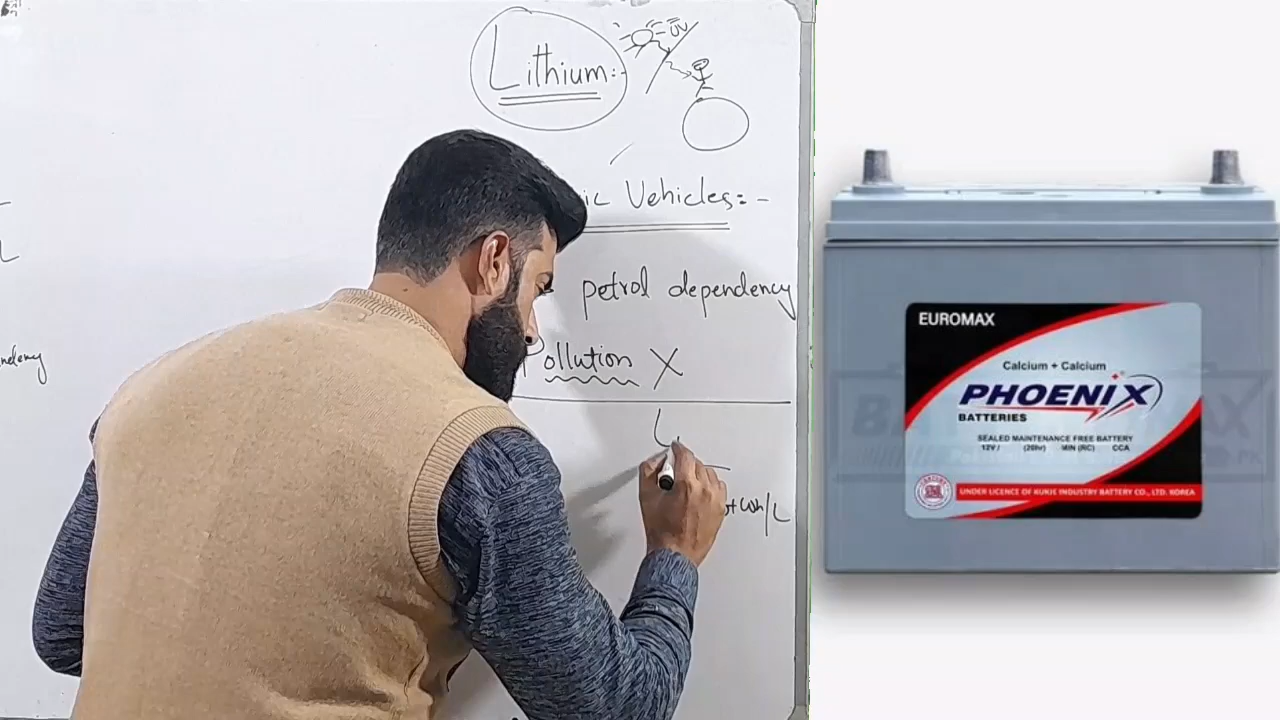 Lithium:-
UV
ic Vehicles:-
petrol dependency
Pollution X
wh/L
EUROMAX
Calcium + Calcium
PHOENIX
BATTERIES
SEALED MAINTENANCE FREE BATTERY
12V / (20hr) MIN (RC) CCA
UNDER LICENCE OF KUKJE INDUSTRY BATTERY CO., LTD. KOREA